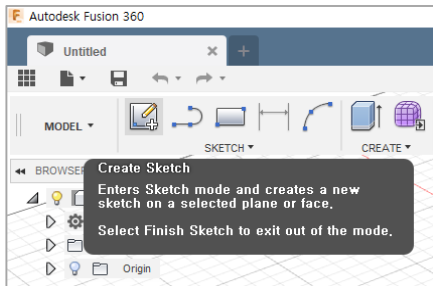 Autodesk Fusion 360
Untitled
MODEL
SKETCH
CREATE
Create Sketch
Enters Sketch mode and creates a new
sketch on a selected plane or face.
Select Finish Sketch to exit out of the mode.
Origin